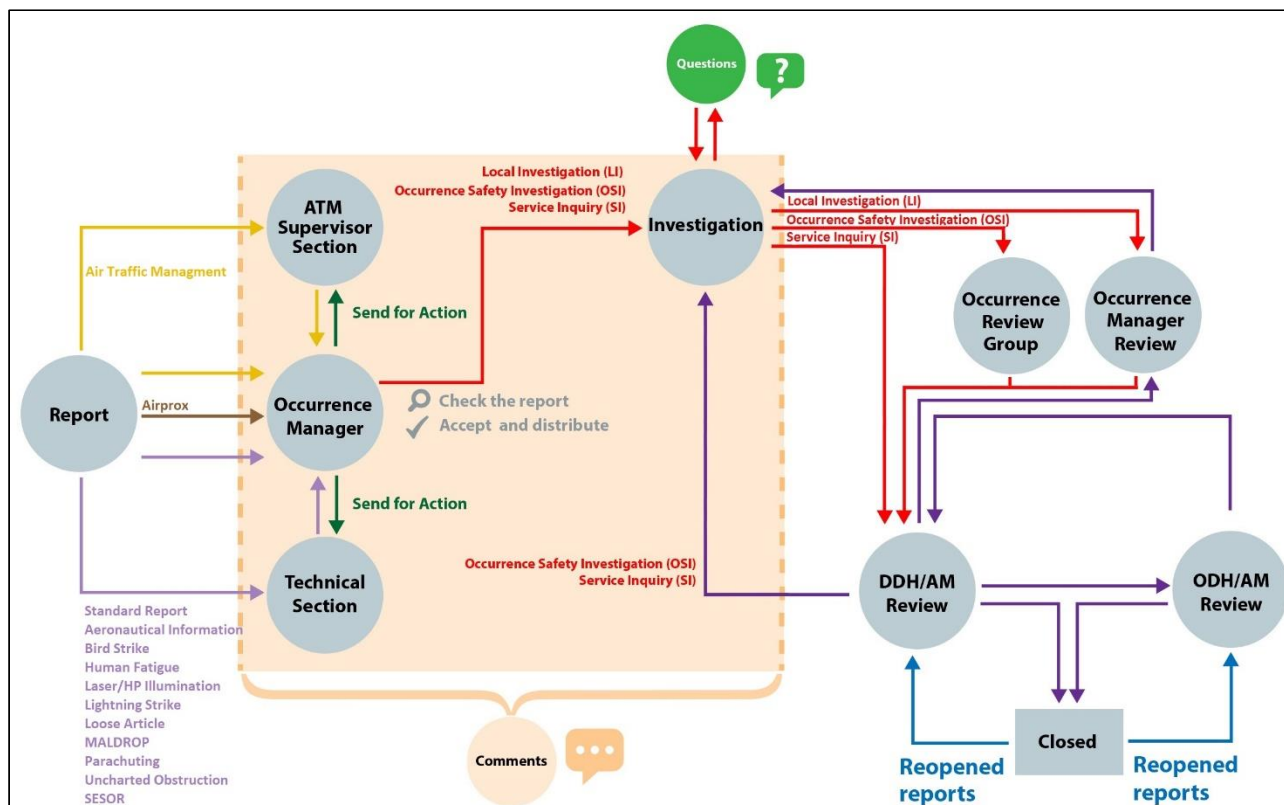 Questions
?
Local Investigation (LI)
Occurrence Safety Investigation (OSI)
Service Inquiry (SI)
ATM
Supervisor
Section
Investigation
Local Investigation (LI)
Occurrence Safety Investigation (OSI)
Service Inquiry (SI)
Air Traffic Managment
Send for Action
Occurrence
Review
Group
Occurrence
Manager
Review
Report
Airprox
Occurrence
Manager
Check the report
Accept and distribute
Send for Action
Technical
Section
Occurrence Safety Investigation (OSI)
Service Inquiry (SI)
DDH/AM
Review
ODH/AM
Review
Standard Report
Aeronautical Information
Bird Strike
Human Fatigue
Laser/HP Illumination
Lightning Strike
Loose Article
MALDROP
Parachuting
Uncharted Obstruction
SESOR
Comments
Closed
Reopened
reports
Reopened
reports